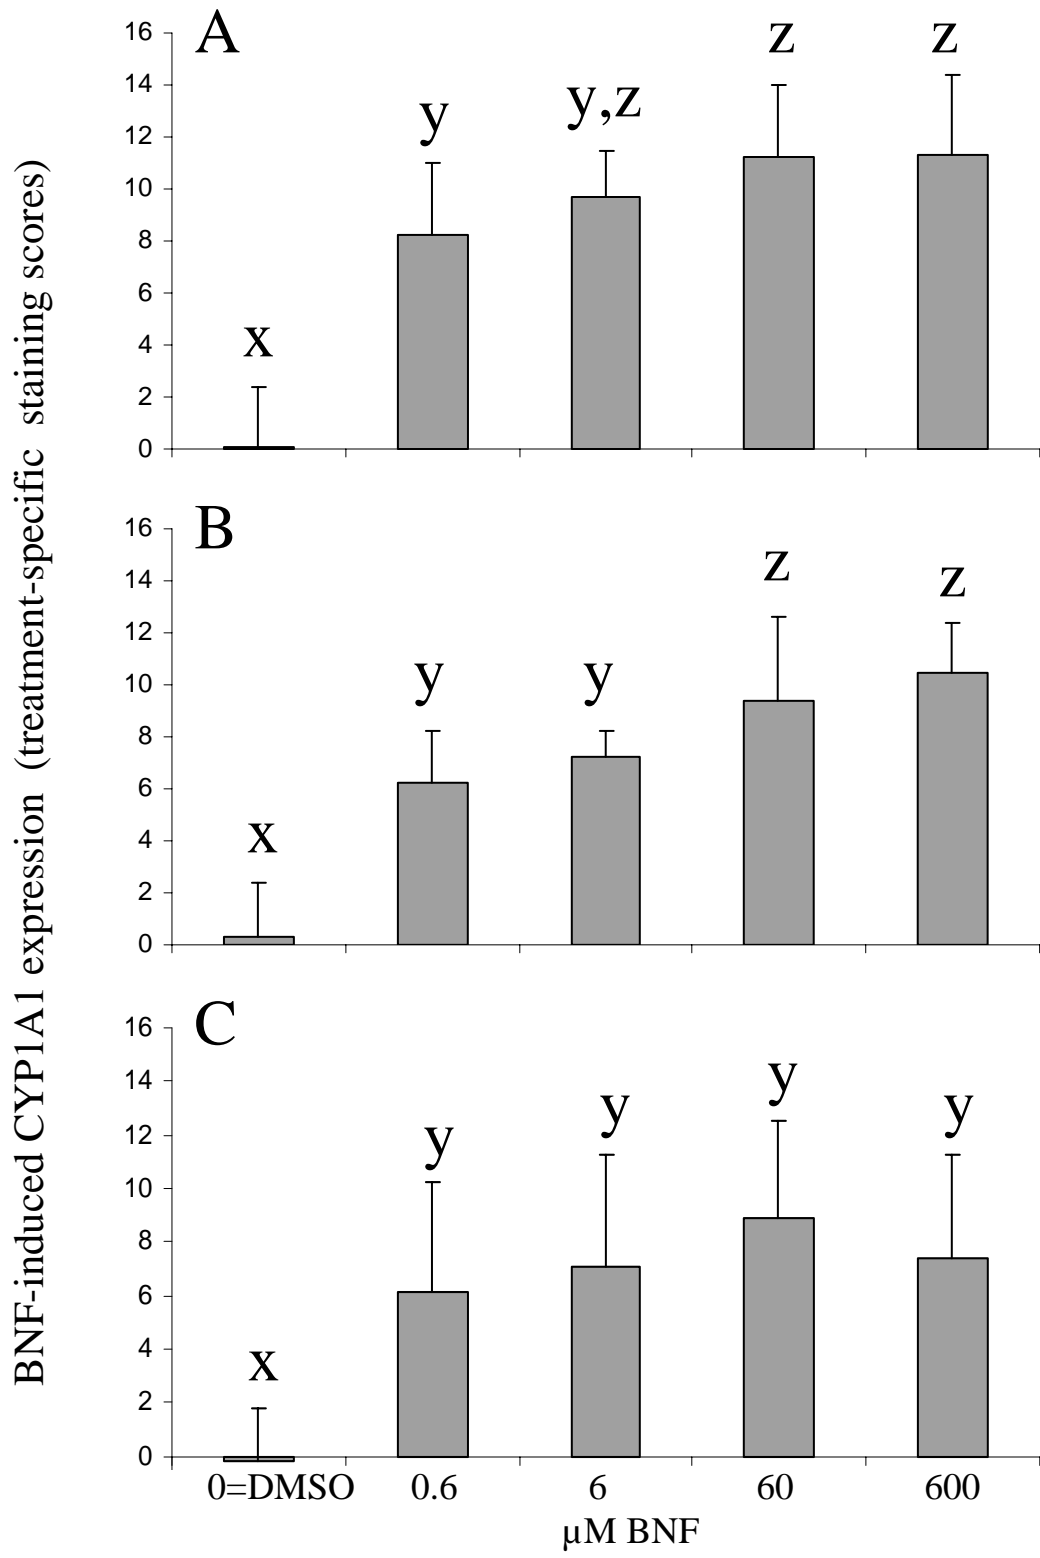 BNF-induced CYP1A1 expression (treatment-specific staining scores)
A
16
14
12
10
8
6
4
2
0
x
y
y,z
z
z
B
16
14
12
10
8
6
4
2
0
x
y
y
z
z
C
16
14
12
10
8
6
4
2
0
x
y
y
y
y
0=DMSO 0.6 6 60 600
µM BNF